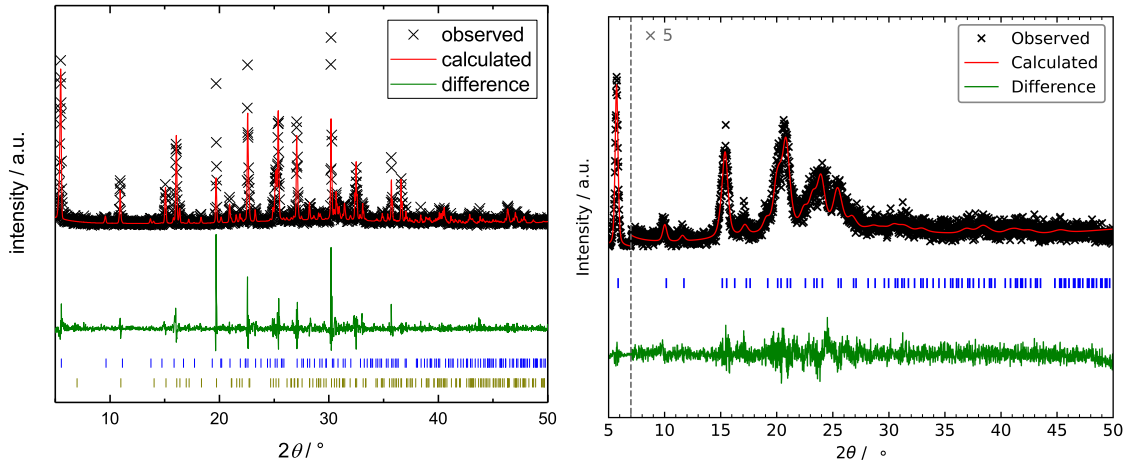 observed
calculated
difference
intensity / a.u.
10
20
30
40
50
2θ / °
× 5
Observed
Calculated
Difference
Intensity / a.u.
5
10
15
20
25
30
35
40
45
50
2θ / °